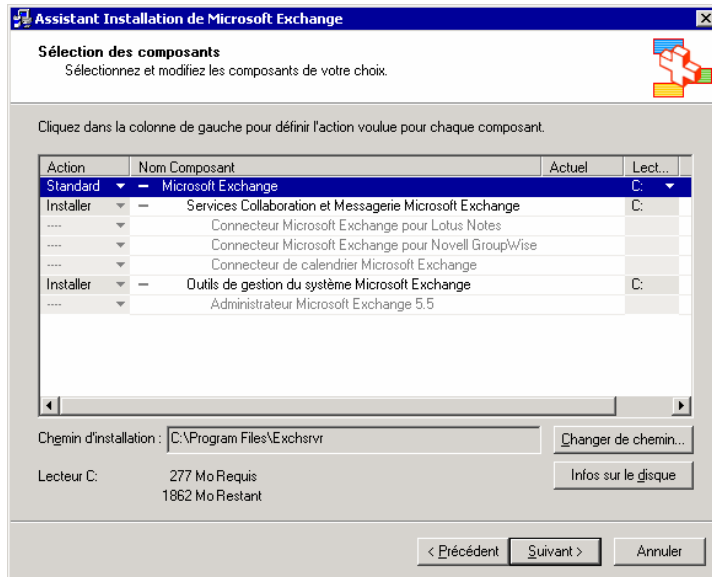 Assistant Installation de Microsoft Exchange
Sélection des composants
Sélectionnez et modifiez les composants de votre choix.
Cliquez dans la colonne de gauche pour définir l'action voulue pour chaque composant.
Action Nom Composant Actuel Lect...
Standard Microsoft Exchange C:
Installer Services Collaboration et Messagerie Microsoft Exchange C:
---- Connecteur Microsoft Exchange pour Lotus Notes
---- Connecteur Microsoft Exchange pour Novell GroupWise
---- Connecteur de calendrier Microsoft Exchange
Installer Outils de gestion du système Microsoft Exchange C:
---- Administrateur Microsoft Exchange 5.5
Chemin d'installation : C:\Program Files\Exchsrvr Changer de chemin...
Lecteur C: 277 Mo Requis Infos sur le disque
1862 Mo Restant
< Précédent Suivant > Annuler